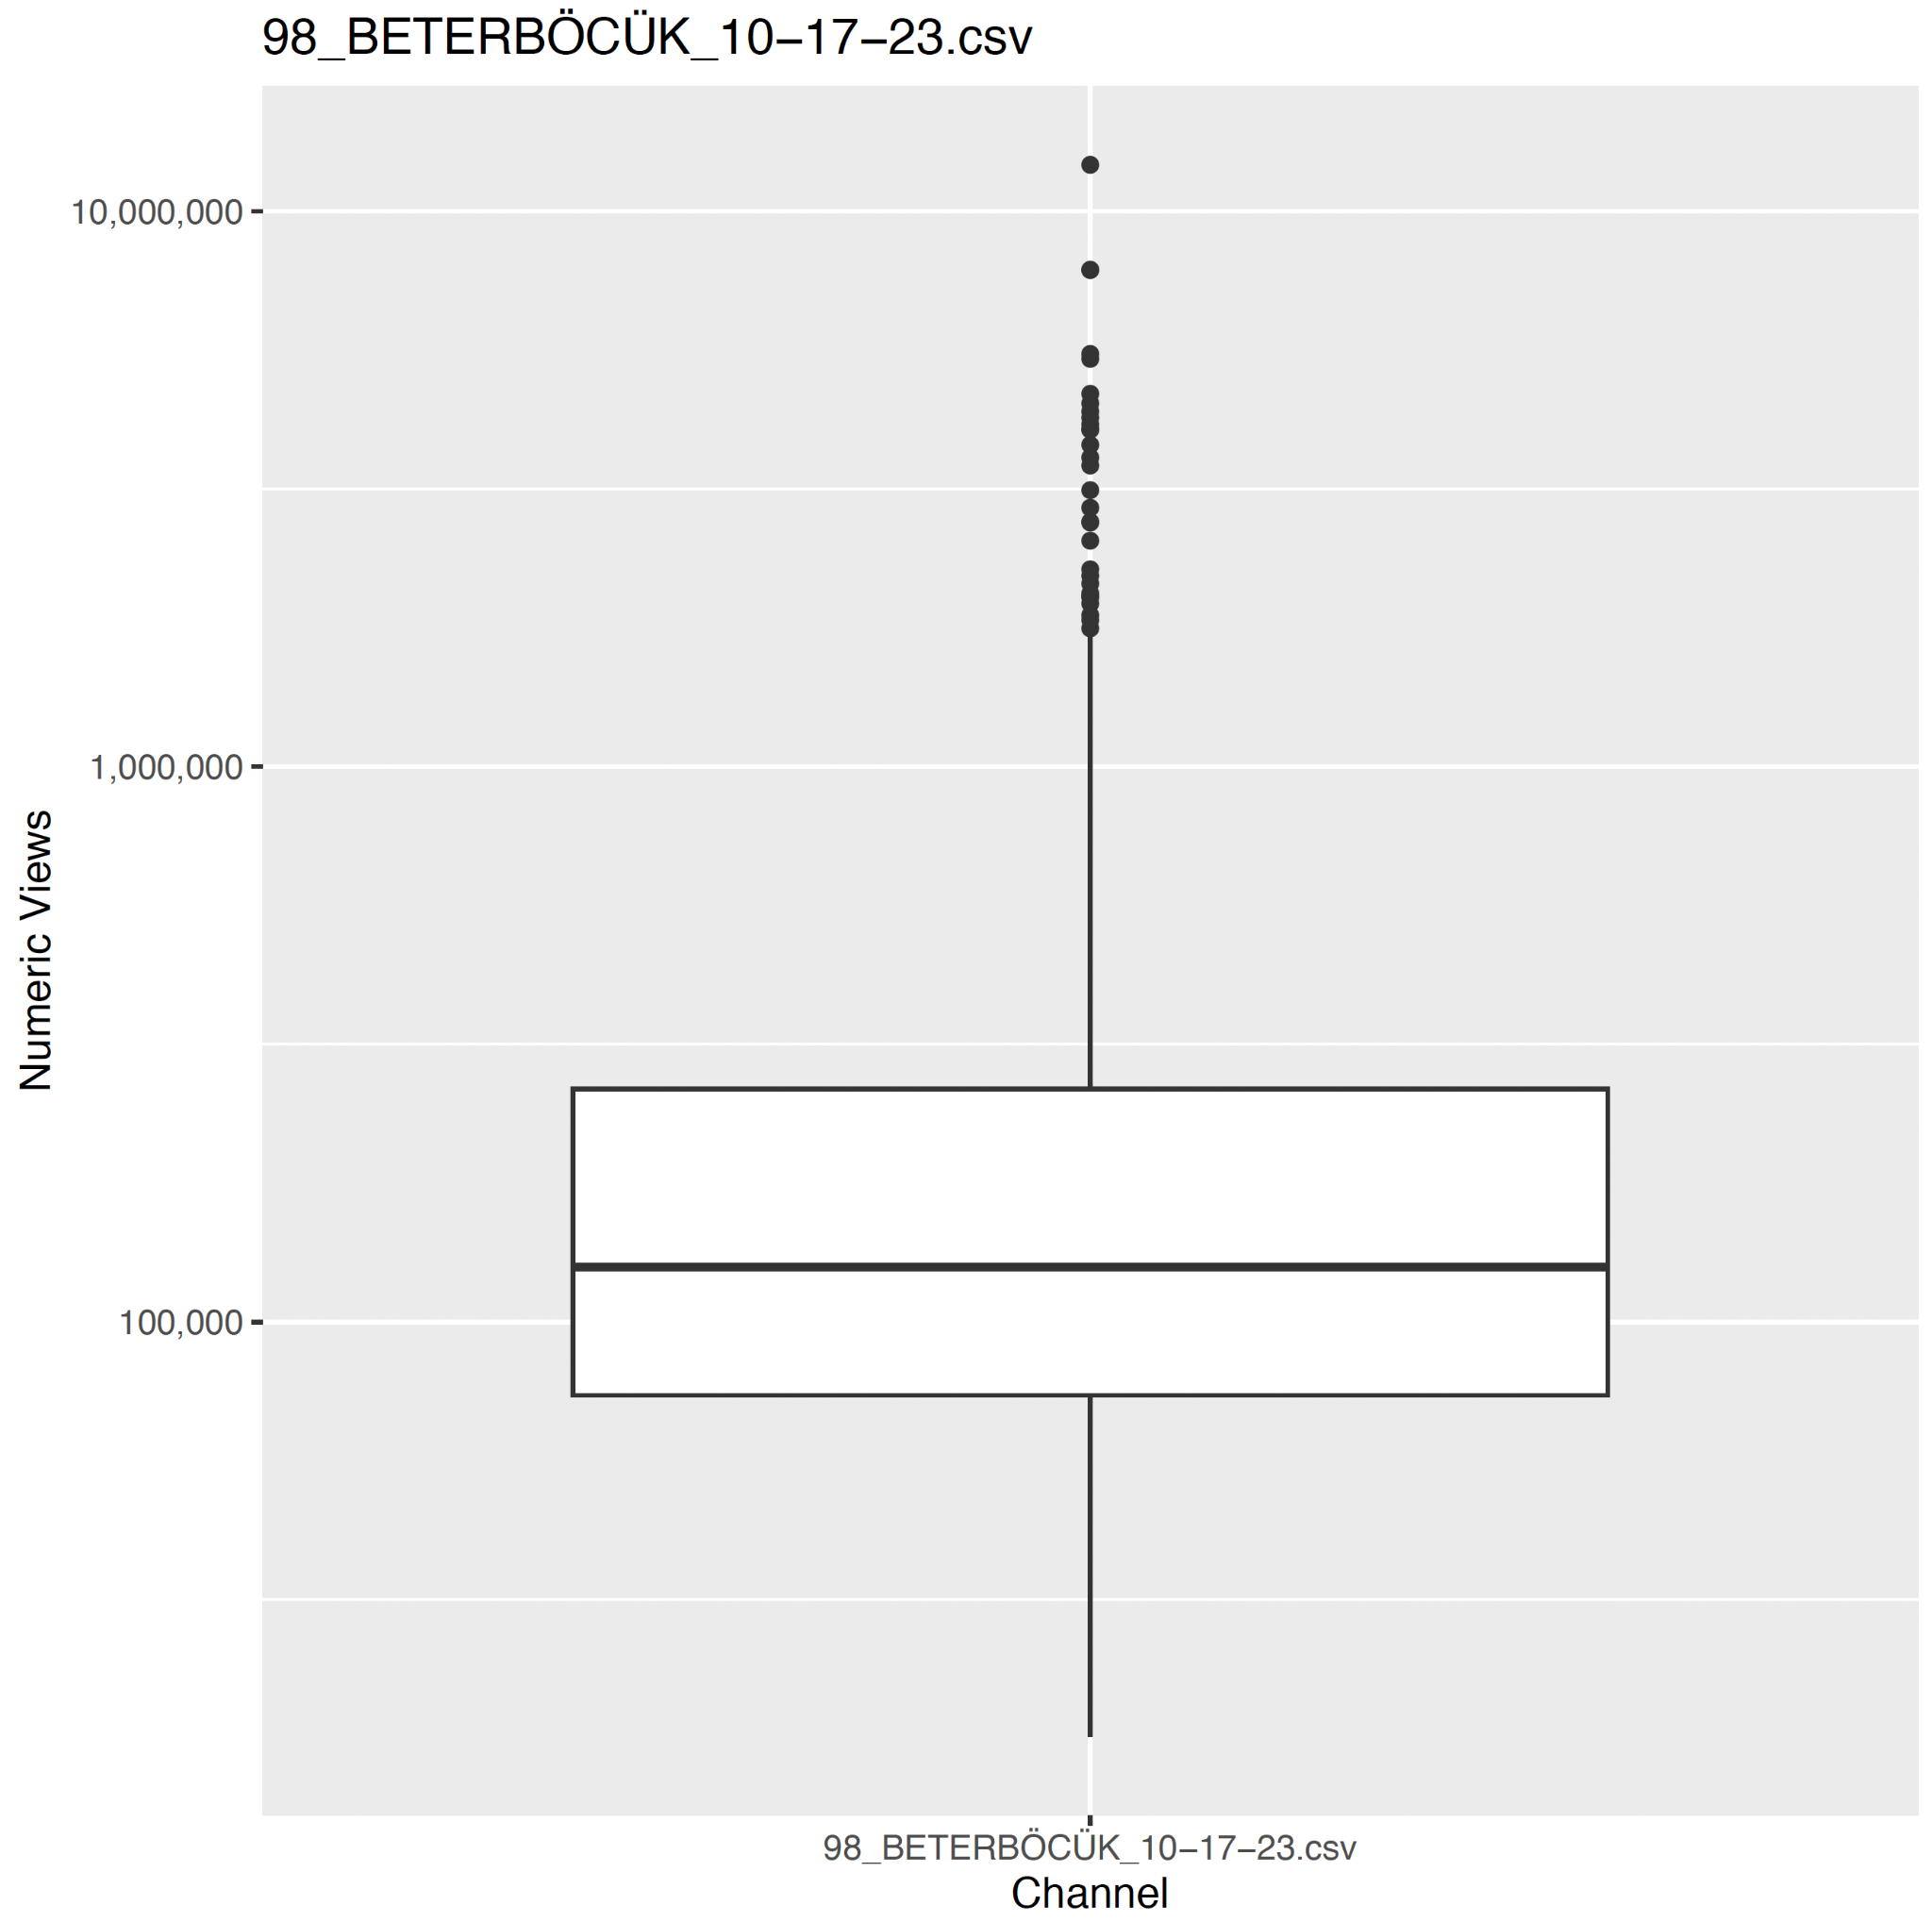 98_BETERBÖCÜK_10−17−23.csv
10,000,000
1,000,000
100,000
Numeric Views
98_BETERBÖCÜK_10−17−23.csv
Channel